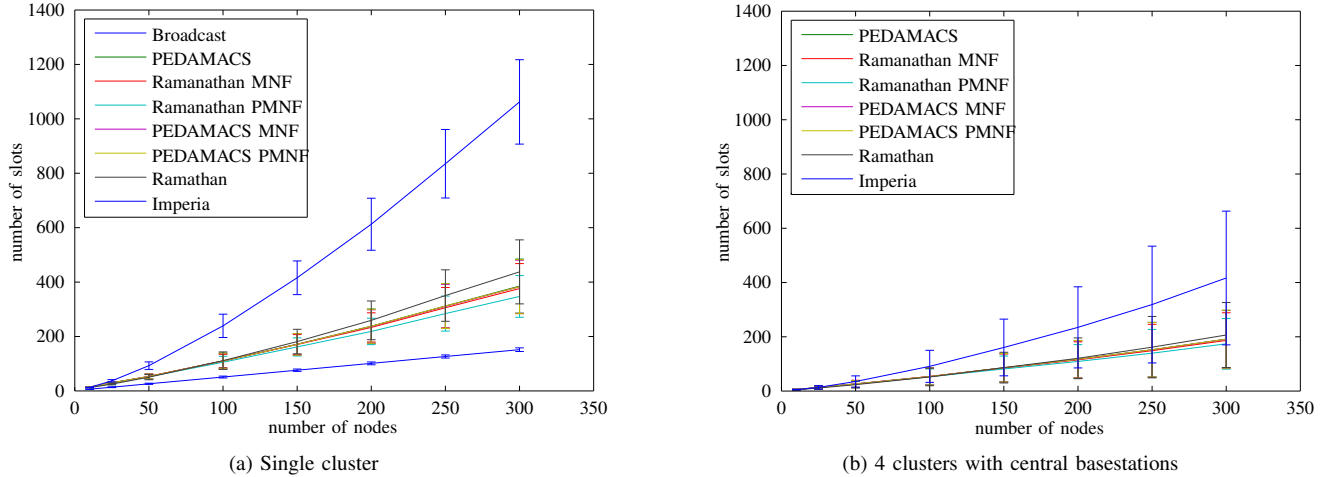 1400
1200
1000
800
600
400
200
0
number of slots
0 50 100 150 200 250 300 350
number of nodes
Broadcast
PEDAMACS
Ramanathan MNF
Ramanathan PMNF
PEDAMACS MNF
PEDAMACS PMNF
Ramathan
Imperia
(a) Single cluster
1400
1200
1000
800
600
400
200
0
number of slots
0 50 100 150 200 250 300 350
number of nodes
PEDAMACS
Ramanathan MNF
Ramanathan PMNF
PEDAMACS MNF
PEDAMACS PMNF
Ramathan
Imperia
(b) 4 clusters with central basestations